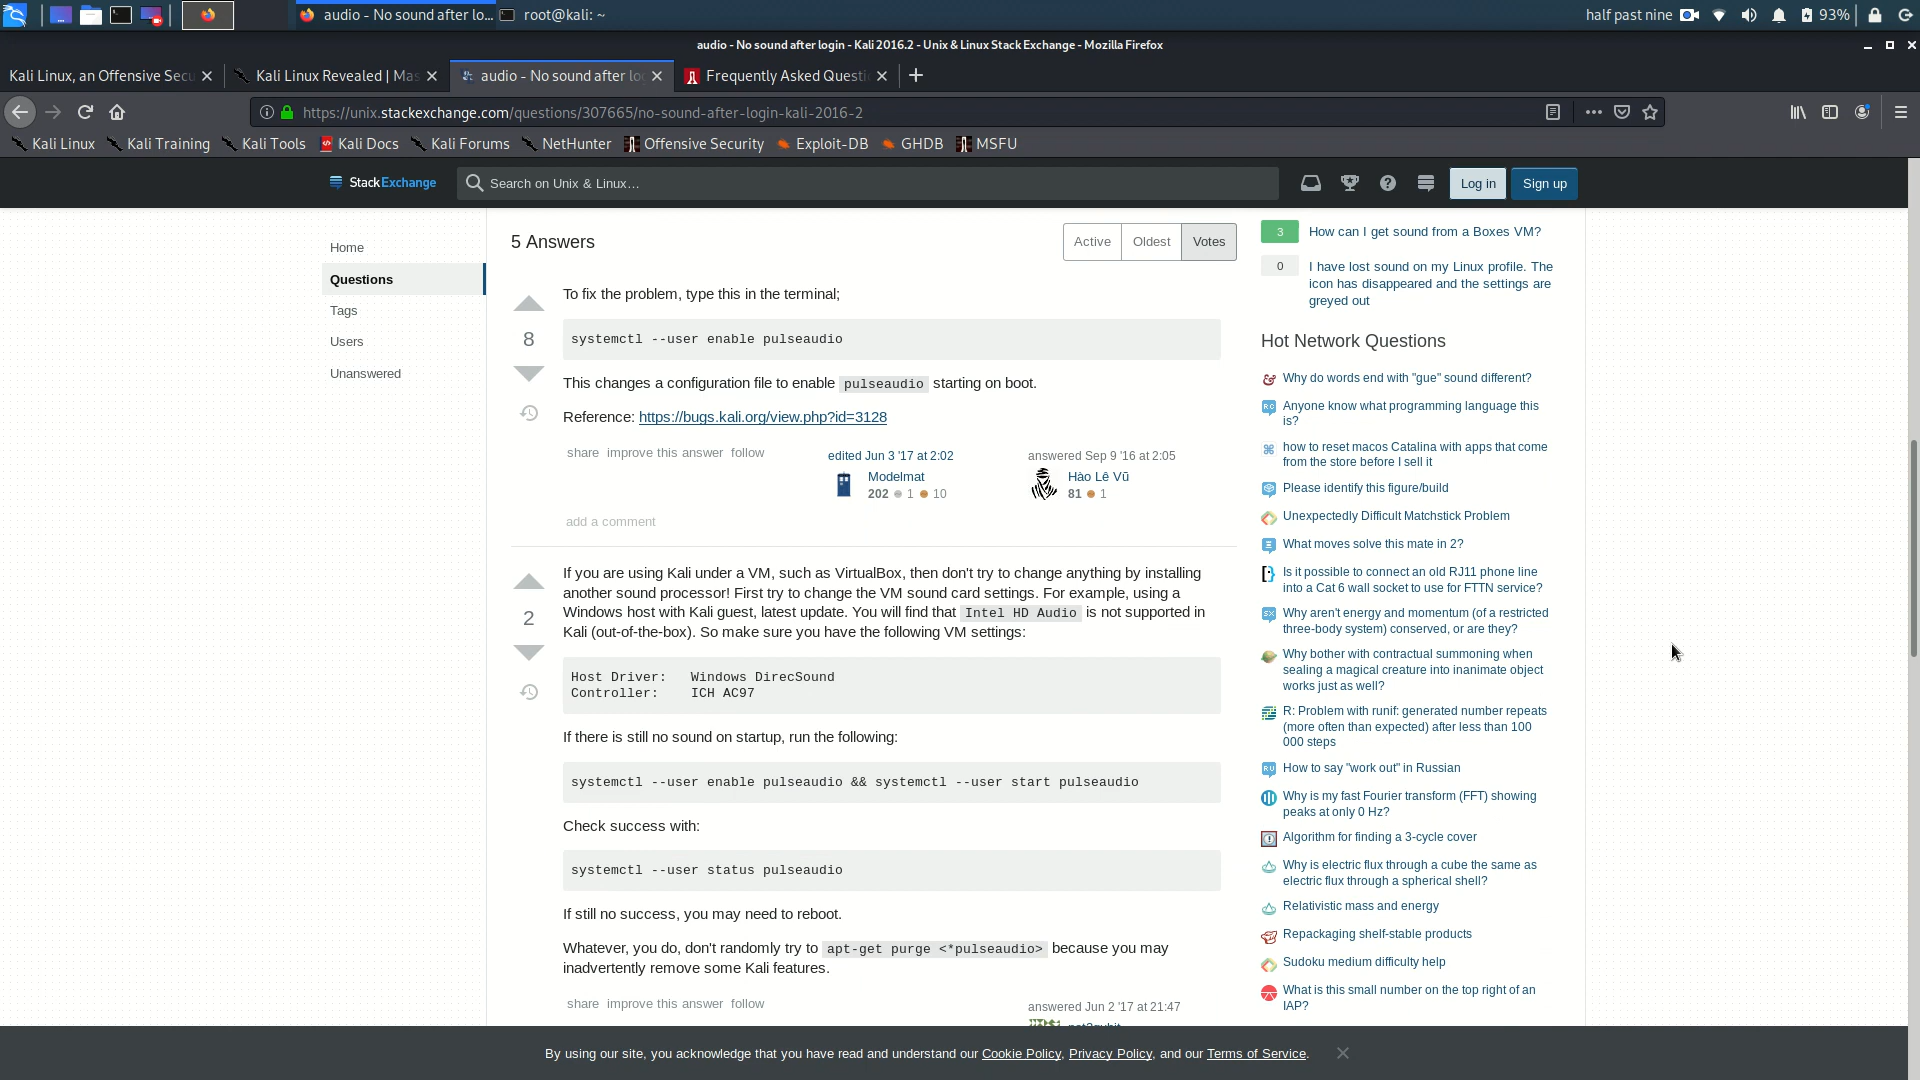 audio - No sound after lo...
root@kali: ~
half past nine
93%
audio - No sound after login - Kali 2016.2 - Unix & Linux Stack Exchange - Mozilla Firefox
Kali Linux, an Offensive Secu
Kali Linux Revealed | Mas
audio - No sound after lo
Frequently Asked Questi
https://unix.stackexchange.com/questions/307665/no-sound-after-login-kali-2016-2
Kali Linux
Kali Training
Kali Tools
Kali Docs
Kali Forums
NetHunter
Offensive Security
Exploit-DB
GHDB
MSFU
StackExchange
Search on Unix & Linux…
Log in
Sign up
Home
Questions
Tags
Users
Unanswered
5 Answers
Active
Oldest
Votes
To fix the problem, type this in the terminal;
8
systemctl --user enable pulseaudio
This changes a configuration file to enable pulseaudio starting on boot.
Reference: https://bugs.kali.org/view.php?id=3128
share improve this answer follow
edited Jun 3 '17 at 2:02
Modelmat
202 1 10
answered Sep 9 '16 at 2:05
Hào Lê Vũ
81 1
add a comment
If you are using Kali under a VM, such as VirtualBox, then don't try to change anything by installing
another sound processor! First try to change the VM sound card settings. For example, using a
2
Windows host with Kali guest, latest update. You will find that Intel HD Audio is not supported in
Kali (out-of-the-box). So make sure you have the following VM settings:
Host Driver: Windows DirecSound
Controller: ICH AC97
If there is still no sound on startup, run the following:
systemctl --user enable pulseaudio && systemctl --user start pulseaudio
Check success with:
systemctl --user status pulseaudio
If still no success, you may need to reboot.
Whatever, you do, don't randomly try to apt-get purge <*pulseaudio> because you may
inadvertently remove some Kali features.
share improve this answer follow
answered Jun 2 '17 at 21:47
3 How can I get sound from a Boxes VM?
0 I have lost sound on my Linux profile. The
icon has disappeared and the settings are
greyed out
Hot Network Questions
Why do words end with "gue" sound different?
Anyone know what programming language this
is?
how to reset macos Catalina with apps that come
from the store before I sell it
Please identify this figure/build
Unexpectedly Difficult Matchstick Problem
What moves solve this mate in 2?
Is it possible to connect an old RJ11 phone line
into a Cat 6 wall socket to use for FTTN service?
Why aren't energy and momentum (of a restricted
three-body system) conserved, or are they?
Why bother with contractual summoning when
sealing a magical creature into inanimate object
works just as well?
R: Problem with runif: generated number repeats
(more often than expected) after less than 100
000 steps
How to say "work out" in Russian
Why is my fast Fourier transform (FFT) showing
peaks at only 0 Hz?
Algorithm for finding a 3-cycle cover
Why is electric flux through a cube the same as
electric flux through a spherical shell?
Relativistic mass and energy
Repackaging shelf-stable products
Sudoku medium difficulty help
What is this small number on the top right of an
IAP?
By using our site, you acknowledge that you have read and understand our Cookie Policy, Privacy Policy, and our Terms of Service.